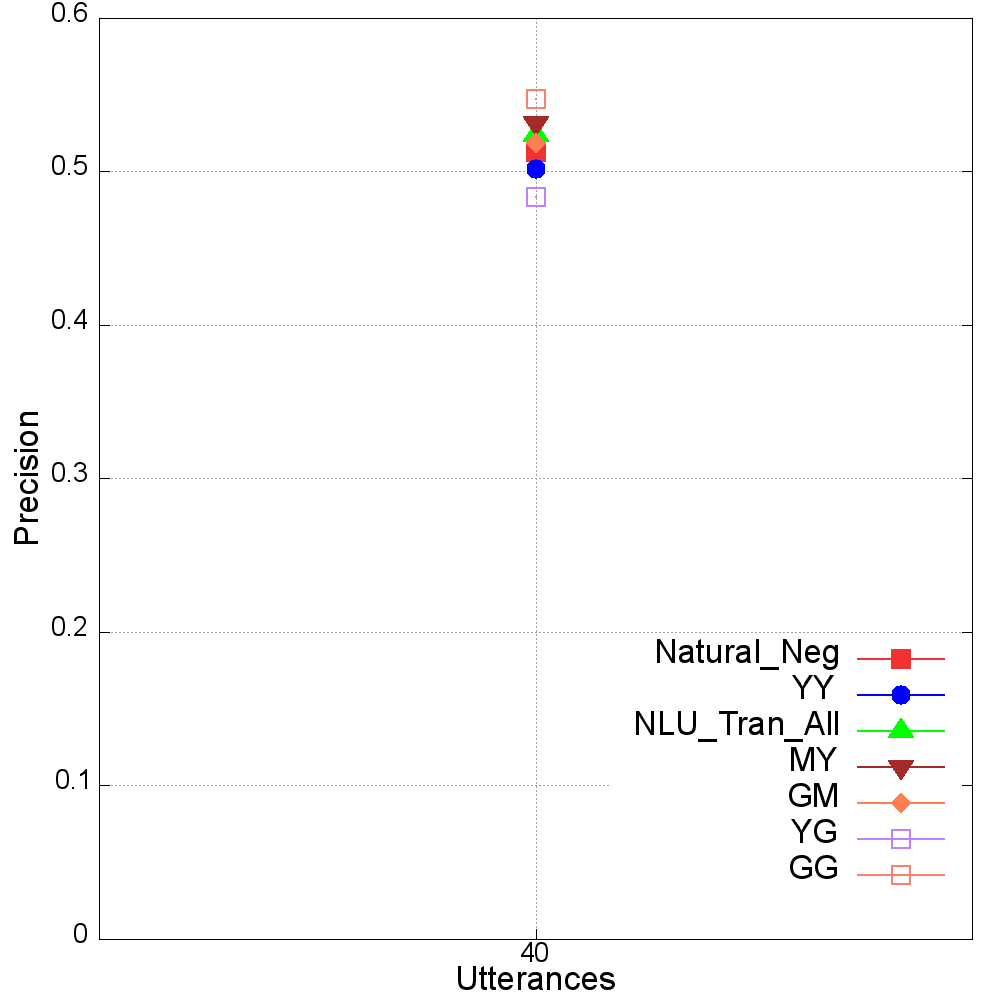 0.6
0.5
0.4
0.3
0.2
0.1
0
Precision
Natural_Neg
YY
NLU_Tran_All
MY
GM
YG
GG
40
Utterances